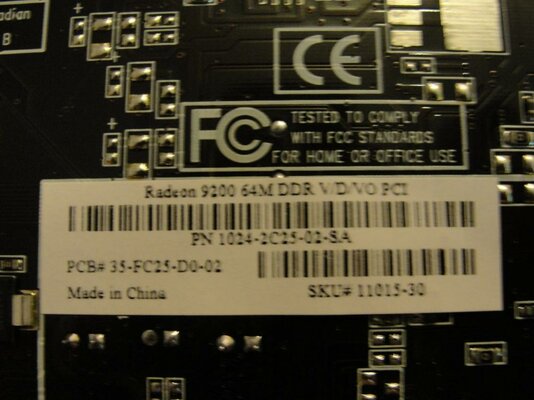 adian
B
CE
FC
TESTED TO COMPLY
WITH FCC STANDARDS
FOR HOME OR OFFICE USE
Radeon 9200 64M DDR V/D/VO PCI
PN 1024-2C25-02-SA
PCB# 35-FC25-D0-02
Made in China
SKU# 11015-30